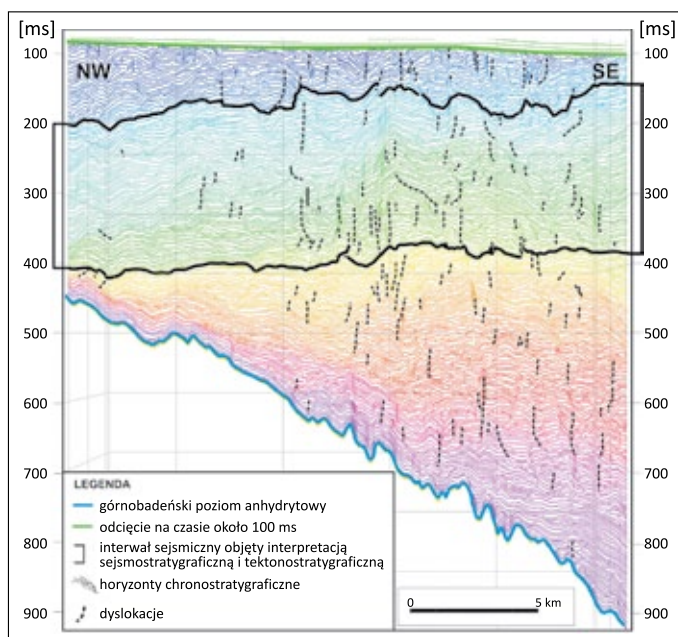 [ms] [ms]
100 100
NW SE
200 200
300 300
400 400
500 500
600 600
700 700
LEGENDA
górnobadeński poziom anhydrytowy
odcięcie na czasie około 100 ms
interwał sejsmiczny objęty interpretacją
sejsmostratygraficzną i tektonostratygraficzną
800 800
horyzonty chronostratygraficzne
dyslokacje
0 5 km
900 900